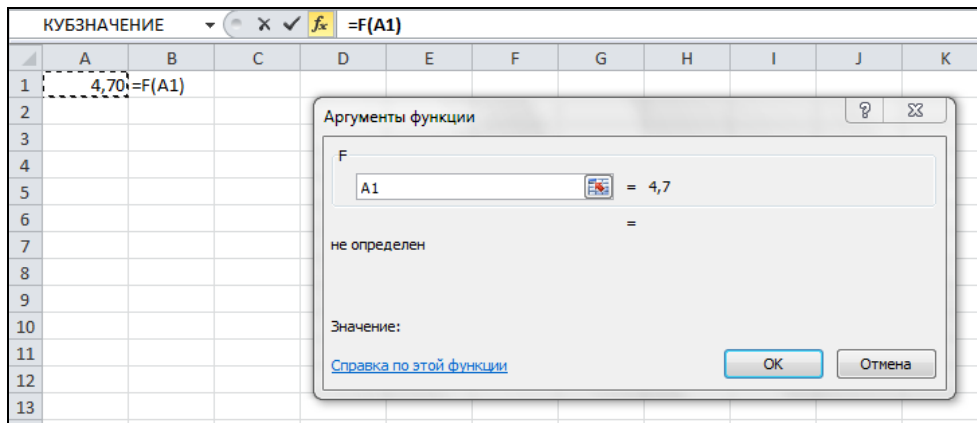 КУБЗНАЧЕНИЕ fx =F(A1)
A B C D E F G H I J K
1 4,70 =F(A1)
2
3
4
5
6
7
8
9
10
11
12
13
Аргументы функции
F
A1 = 4,7
=
не определен
Значение:
Справка по этой функции
OK Отмена